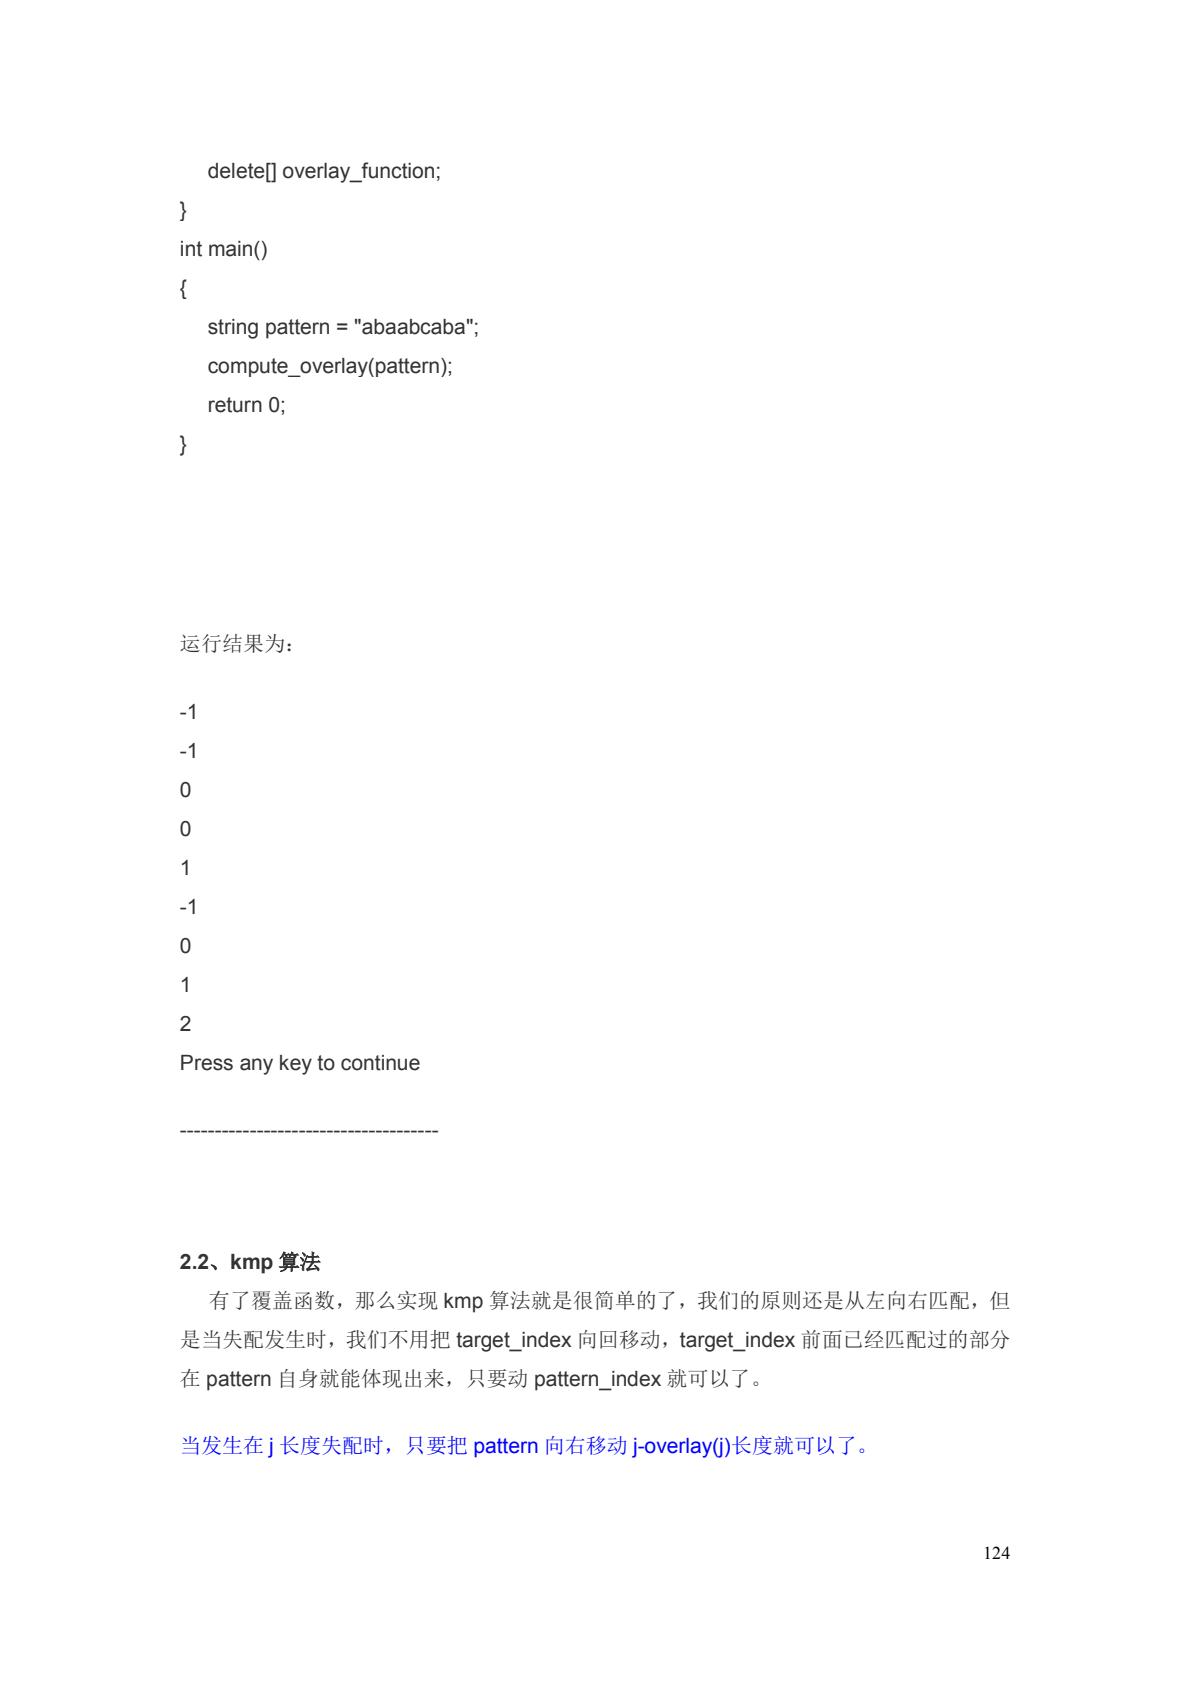 delete[] overlay_function;
}
int main()
{
string pattern = "abaabcaba";
compute_overlay(pattern);
return 0;
}
运行结果为：
-1
-1
0
0
1
-1
0
1
2
Press any key to continue
-------------------------------------
2.2、kmp 算法
有了覆盖函数，那么实现 kmp 算法就是很简单的了，我们的原则还是从左向右匹配，但
是当失配发生时，我们不用把 target_index 向回移动，target_index 前面已经匹配过的部分
在 pattern 自身就能体现出来，只要动 pattern_index 就可以了。
当发生在 j 长度失配时，只要把 pattern 向右移动 j-overlay(j)长度就可以了。
124